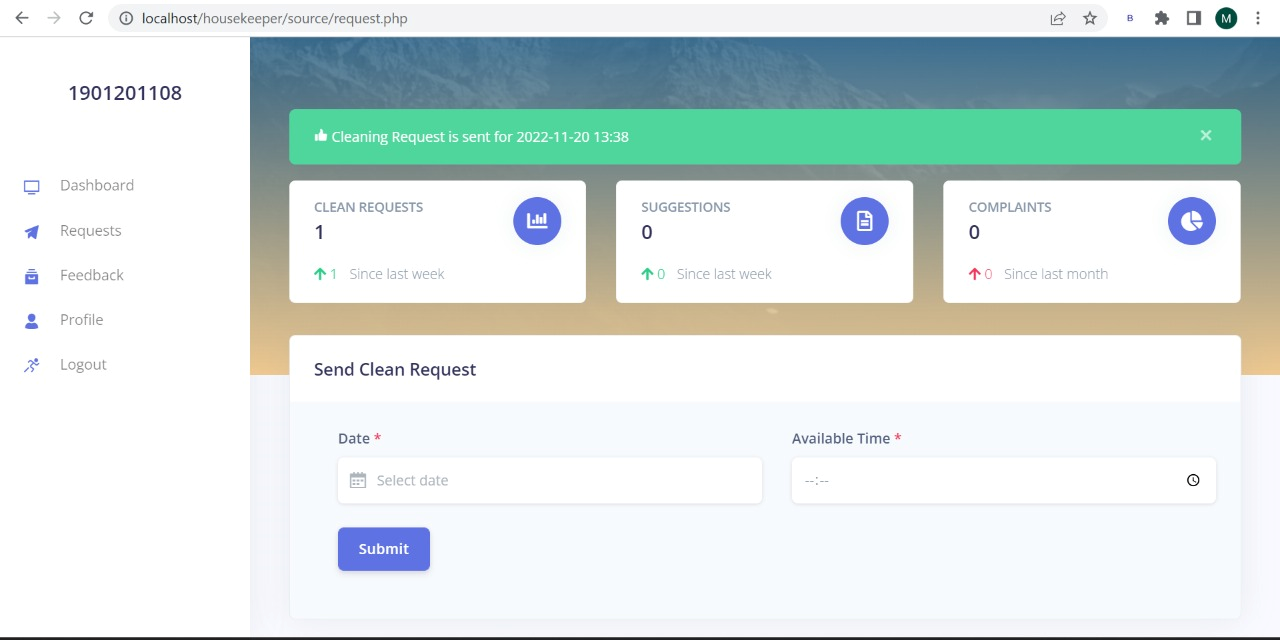 localhost/housekeeper/source/request.php
B
M
1901201108
Dashboard
Requests
Feedback
Profile
Logout
Cleaning Request is sent for 2022-11-20 13:38
×
CLEAN REQUESTS
1
1 Since last week
SUGGESTIONS
0
0 Since last week
COMPLAINTS
0
0 Since last month
Send Clean Request
Date *
Select date
Available Time *
--:--
Submit